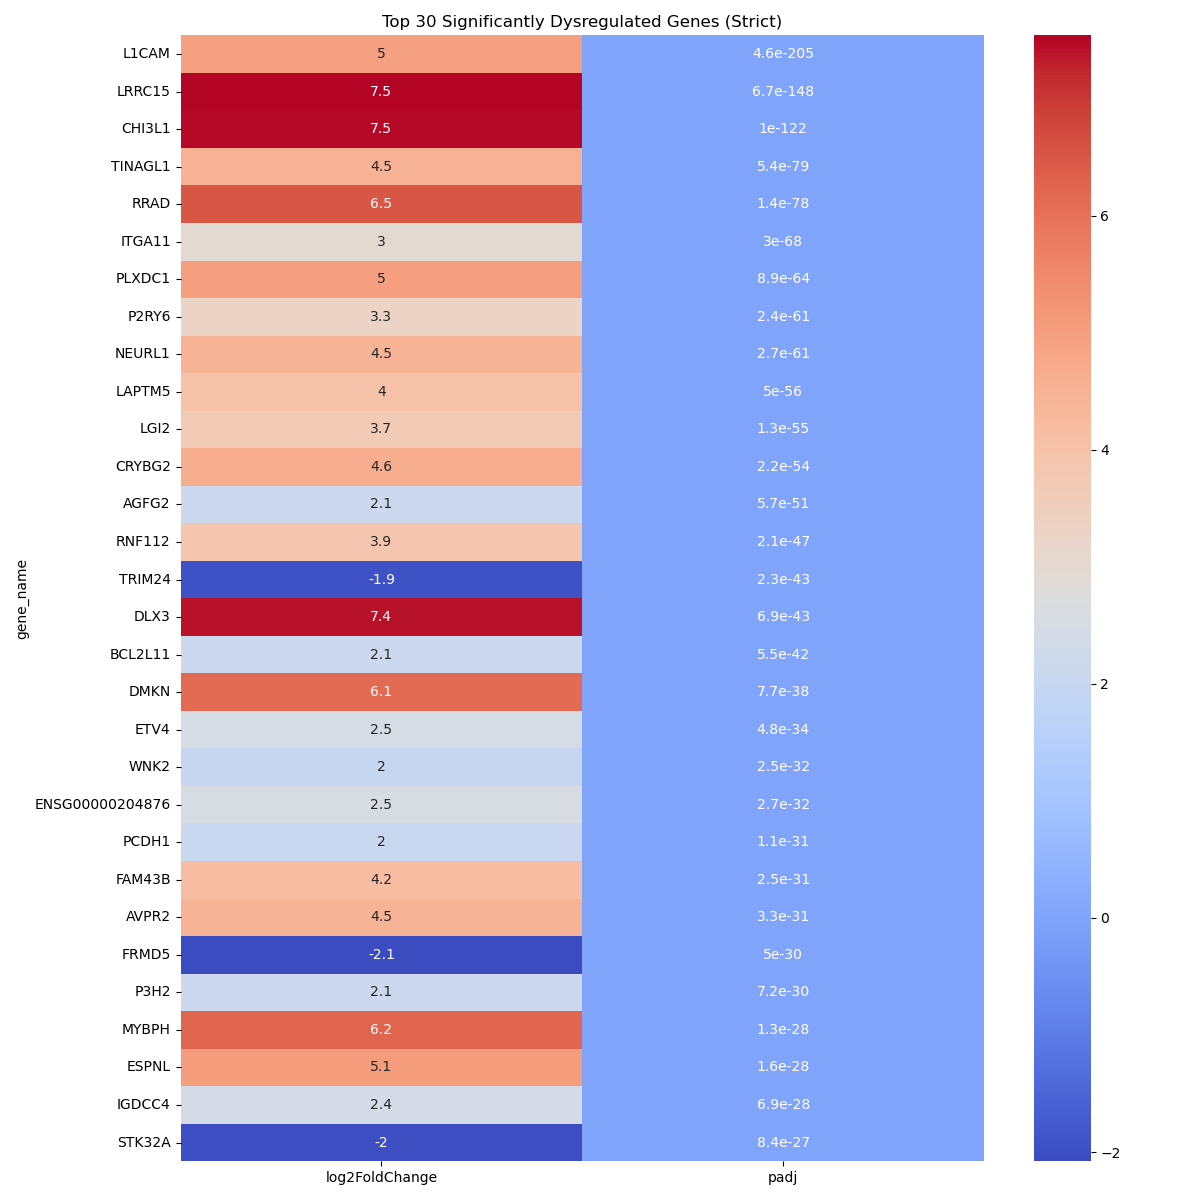 Top 30 Significantly Dysregulated Genes (Strict)
gene_name
L1CAM 5 4.6e-205
LRRC15 7.5 6.7e-148
CHI3L1 7.5 1e-122
TINAGL1 4.5 5.4e-79
RRAD 6.5 1.4e-78
ITGA11 3 3e-68
PLXDC1 5 8.9e-64
P2RY6 3.3 2.4e-61
NEURL1 4.5 2.7e-61
LAPTM5 4 5e-56
LGI2 3.7 1.3e-55
CRYBG2 4.6 2.2e-54
AGFG2 2.1 5.7e-51
RNF112 3.9 2.1e-47
TRIM24 -1.9 2.3e-43
DLX3 7.4 6.9e-43
BCL2L11 2.1 5.5e-42
DMKN 6.1 7.7e-38
ETV4 2.5 4.8e-34
WNK2 2 2.5e-32
ENSG00000204876 2.5 2.7e-32
PCDH1 2 1.1e-31
FAM43B 4.2 2.5e-31
AVPR2 4.5 3.3e-31
FRMD5 -2.1 5e-30
P3H2 2.1 7.2e-30
MYBPH 6.2 1.3e-28
ESPNL 5.1 1.6e-28
IGDCC4 2.4 6.9e-28
STK32A -2 8.4e-27
log2FoldChange padj
6
4
2
0
−2